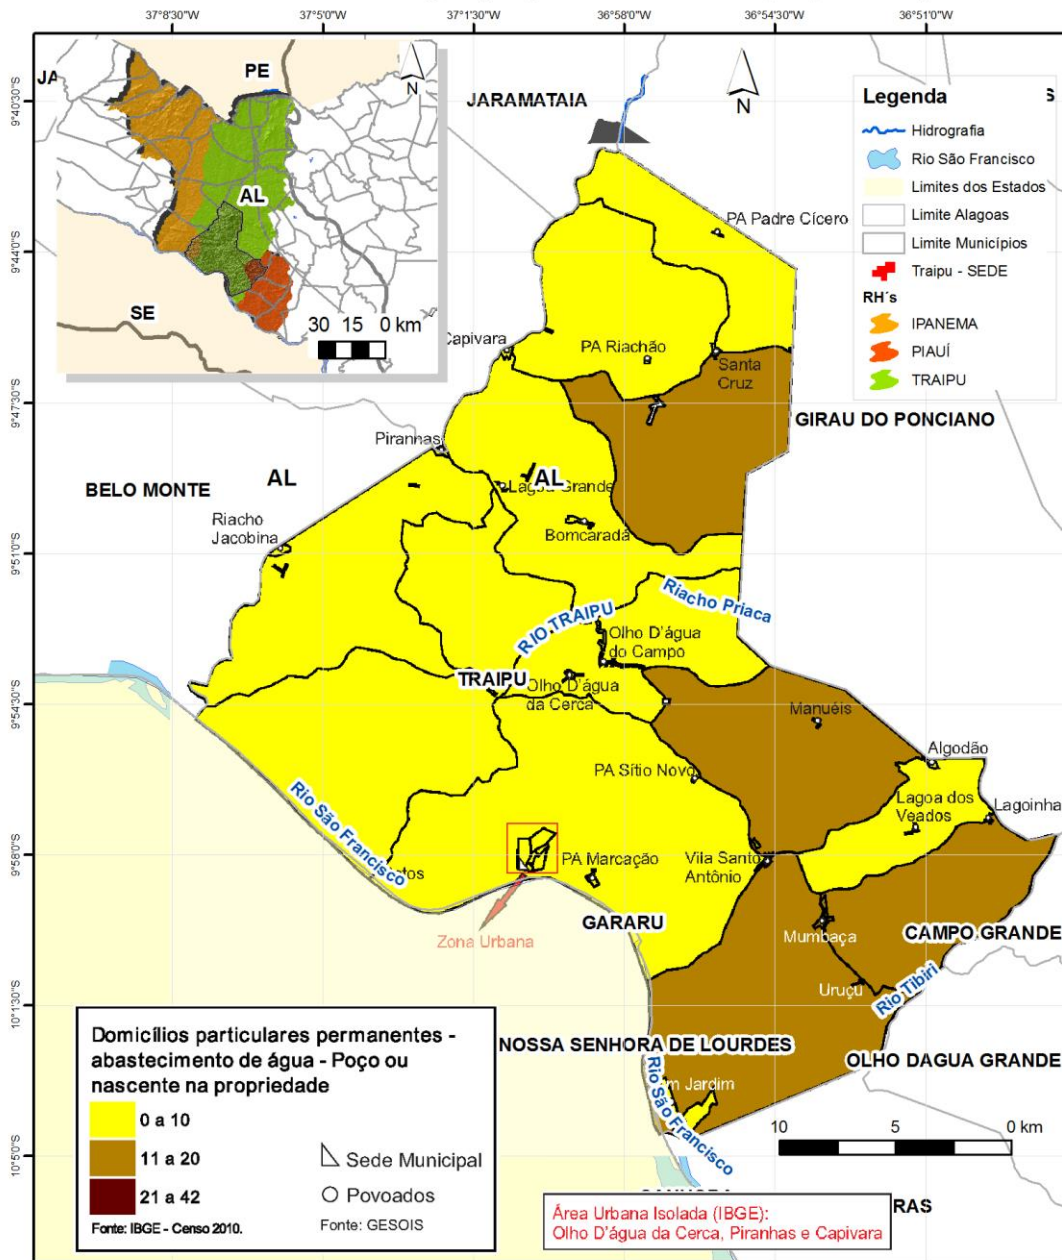 37°8'30"W
37°5'0"W
37°1'30"W
36°58'0"W
36°54'30"W
36°51'0"W
9°40'30"S
9°44'0"S
9°47'30"S
9°51'0"S
9°54'30"S
9°58'0"S
10°1'30"S
10°5'0"S
JA
PE
N
AL
SE
30 15 0 km
JARAMATAIA
N
S
Legenda
Hidrografia
Rio São Francisco
Limites dos Estados
Limite Alagoas
Limite Municípios
Traipu - SEDE
RH´s
IPANEMA
PIAUÍ
TRAIPU
PA Padre Cícero
Capivara
PA Riachão
Santa
Cruz
GIRAU DO PONCIANO
Piranhas
AL
AL
BELO MONTE
Lagoa Grande
Riacho
Jacobina
Bomcaradá
Riacho Priaca
RIO TRAIPU
Olho D'água
do Campo
TRAIPU
Olho D'água
da Cerca
Manuéis
Algodão
PA Sítio Novo
Lagoa dos
Veados
Lagoinha
Rio São Francisco
tos
PA Marcação
Vila Santo
Antônio
GARARU
Zona Urbana
Mumbaça
CAMPO GRANDE
Uruçu
Rio Tibiri
NOSSA SENHORA DE LOURDES
OLHO DAGUA GRANDE
m Jardim
Rio São Francisco
10 5 0 km
RAS
Domicílios particulares permanentes -
abastecimento de água - Poço ou
nascente na propriedade
0 a 10
11 a 20
21 a 42
Sede Municipal
Povoados
Fonte: IBGE - Censo 2010.
Fonte: GESOIS
Área Urbana Isolada (IBGE):
Olho D'água da Cerca, Piranhas e Capivara